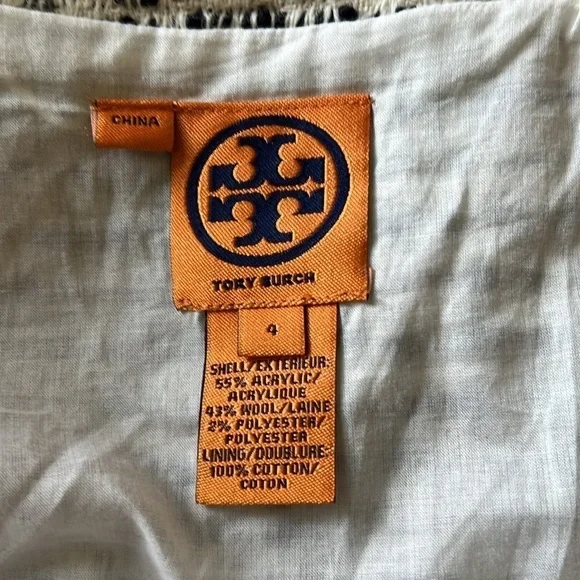 CHINA
TORY BURCH
4
SHELL/EXTERIEUR:
55% ACRYLIC/
ACRYLIQUE
43% WOOL/LAINE
2% POLYESTER/
POLYESTER
LINING/DOUBLURE:
100% COTTON/
COTON